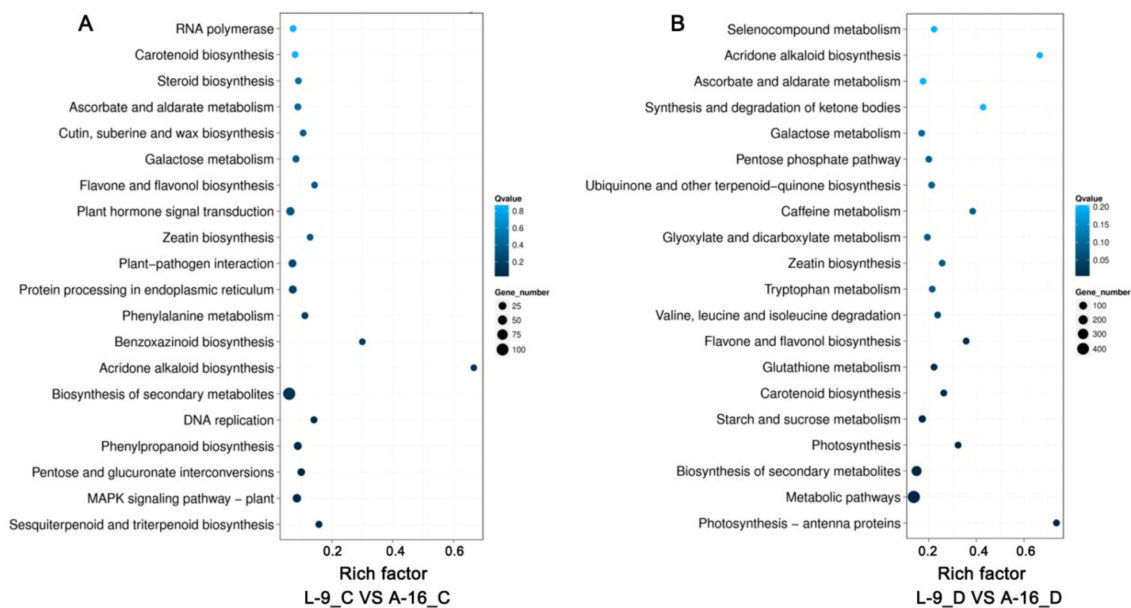 A
RNA polymerase
Carotenoid biosynthesis
Steroid biosynthesis
Ascorbate and aldarate metabolism
Cutin, suberine and wax biosynthesis
Galactose metabolism
Flavone and flavonol biosynthesis
Plant hormone signal transduction
Zeatin biosynthesis
Plant−pathogen interaction
Protein processing in endoplasmic reticulum
Phenylalanine metabolism
Benzoxazinoid biosynthesis
Acridone alkaloid biosynthesis
Biosynthesis of secondary metabolites
DNA replication
Phenylpropanoid biosynthesis
Pentose and glucuronate interconversions
MAPK signaling pathway − plant
Sesquiterpenoid and triterpenoid biosynthesis
0.2 0.4 0.6
Rich factor
L-9_C VS A-16_C
Qvalue
0.8
0.6
0.4
0.2
Gene_number
25
50
75
100
B
Selenocompound metabolism
Acridone alkaloid biosynthesis
Ascorbate and aldarate metabolism
Synthesis and degradation of ketone bodies
Galactose metabolism
Pentose phosphate pathway
Ubiquinone and other terpenoid−quinone biosynthesis
Caffeine metabolism
Glyoxylate and dicarboxylate metabolism
Zeatin biosynthesis
Tryptophan metabolism
Valine, leucine and isoleucine degradation
Flavone and flavonol biosynthesis
Glutathione metabolism
Carotenoid biosynthesis
Starch and sucrose metabolism
Photosynthesis
Biosynthesis of secondary metabolites
Metabolic pathways
Photosynthesis − antenna proteins
0.2 0.4 0.6
Rich factor
L-9_D VS A-16_D
Qvalue
0.20
0.15
0.10
0.05
Gene_number
100
200
300
400